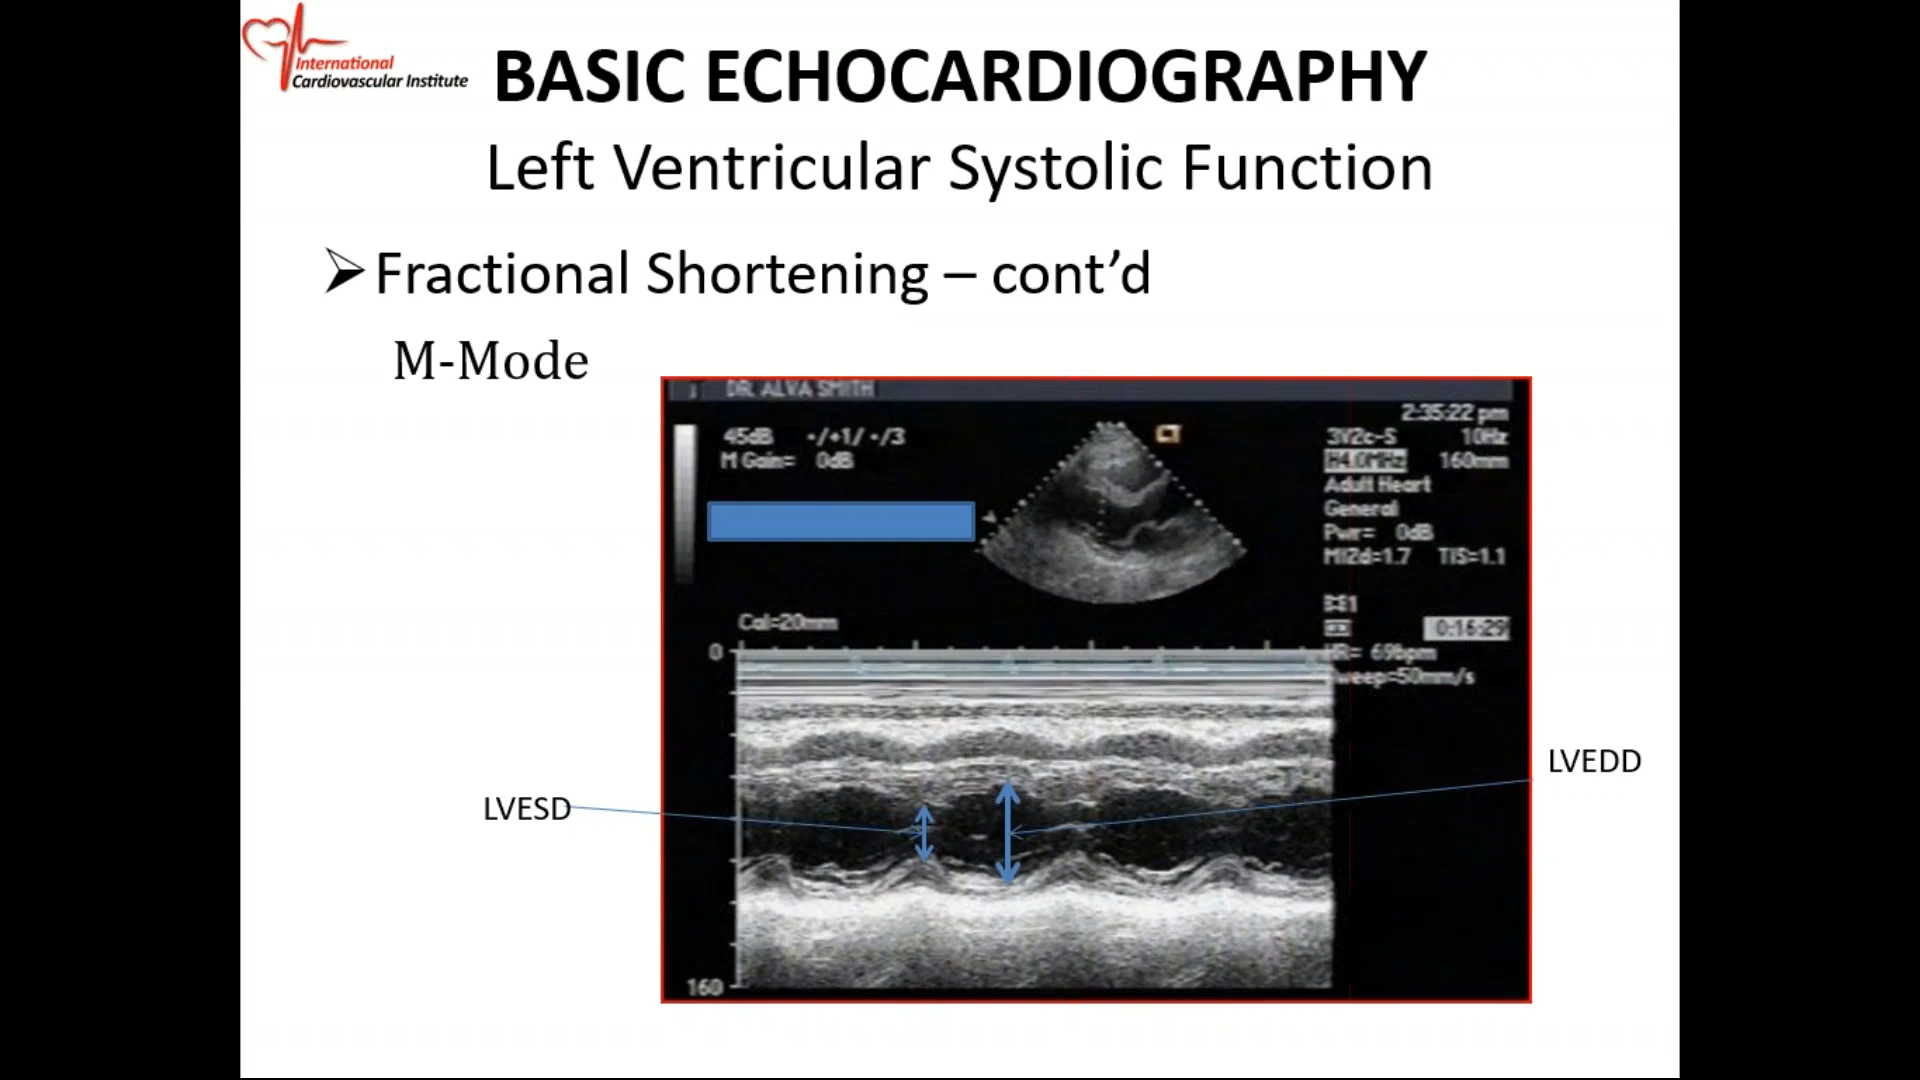 International
Cardiovascular Institute
BASIC ECHOCARDIOGRAPHY
Left Ventricular Systolic Function
Fractional Shortening – cont’d
M-Mode
DR. ALVA SMITH
2:35:22 pm
45dB •/+1/ •/3
M Gain= 0dB
3V2c-S 10Hz
H4.0MHz 160mm
Adult Heart
General
Pwr= 0dB
MI2d=1.7 TIS=1.1
Cal=20mm
0:16:29
0
HR= 69bpm
Sweep=50mm/s
LVESD
LVEDD
160